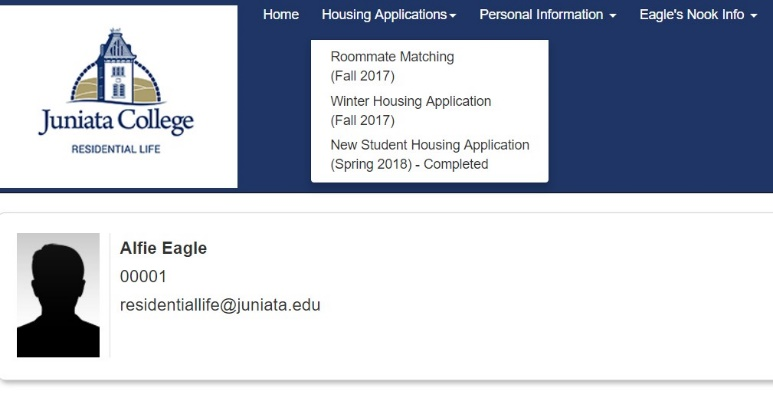 Juniata College
RESIDENTIAL LIFE
Home Housing Applications Personal Information Eagle's Nook Info
Roommate Matching
(Fall 2017)
Winter Housing Application
(Fall 2017)
New Student Housing Application
(Spring 2018) - Completed
Alfie Eagle
00001
residentiallife@juniata.edu